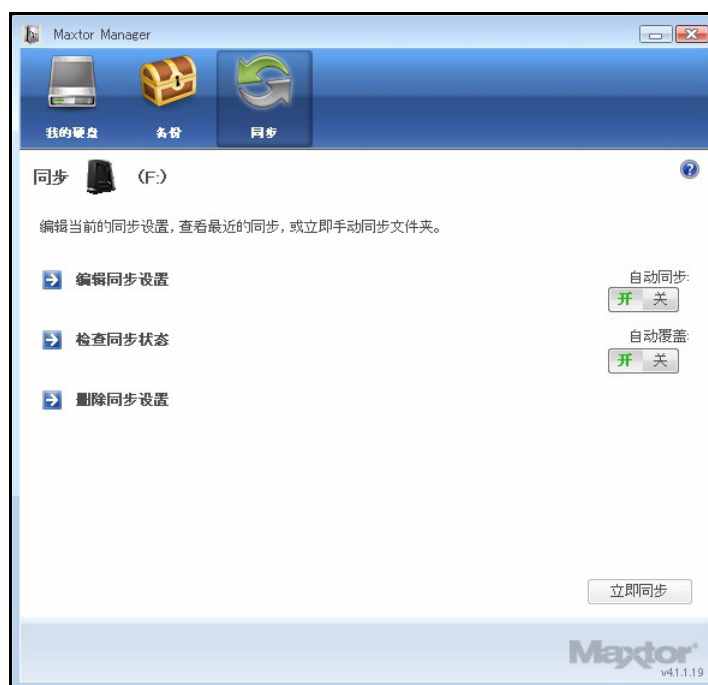 Maxtor Manager
我的硬盘 备份 同步
同步 (F:)
编辑当前的同步设置, 查看最近的同步, 或立即手动同步文件夹。
编辑同步设置
自动同步:
开 关
检查同步状态
自动覆盖:
开 关
删除同步设置
立即同步
Maxtor
v4.1.1.19